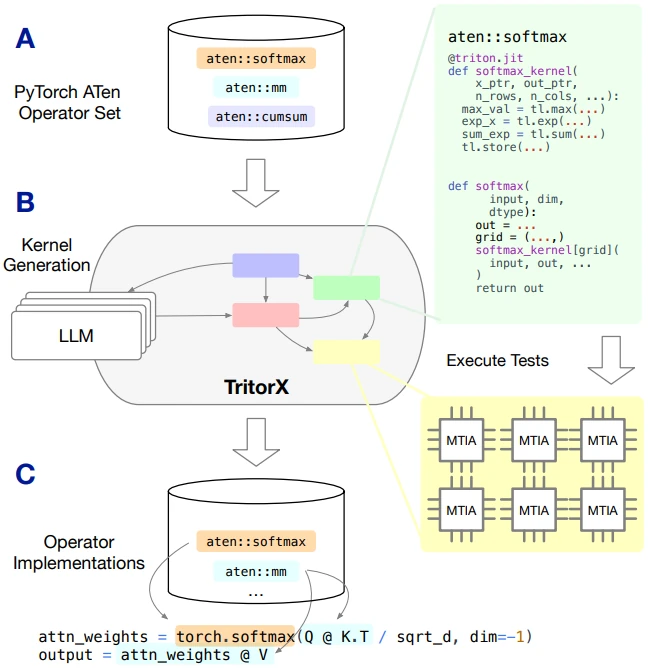 A
PyTorch ATen
Operator Set
aten::softmax
aten::mm
aten::cumsum
aten::softmax
@triton.jit
def softmax_kernel(
x_ptr, out_ptr,
n_rows, n_cols, ...):
max_val = tl.max(...)
exp_x = tl.exp(...)
sum_exp = tl.sum(...)
tl.store(...)
def softmax(
input, dim,
dtype):
out = ...
grid = (...,)
softmax_kernel[grid](
input, out, ...
)
return out
B
Kernel
Generation
LLM
TritorX
Execute Tests
MTIA
MTIA
MTIA
MTIA
MTIA
MTIA
C
Operator
Implementations
aten::softmax
aten::mm
...
attn_weights = torch.softmax(Q @ K.T / sqrt_d, dim=-1)
output = attn_weights @ V